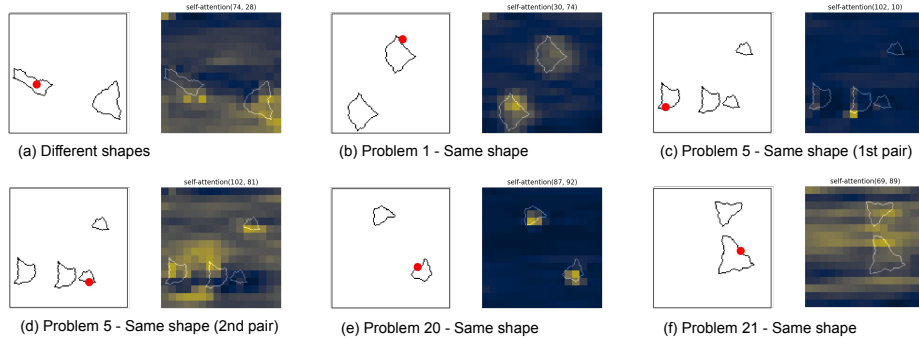 self-attention(74, 28)
self-attention(30, 74)
self-attention(102, 10)
(a) Different shapes
(b) Problem 1 - Same shape
(c) Problem 5 - Same shape (1st pair)
self-attention(102, 81)
self-attention(87, 92)
self-attention(69, 89)
(d) Problem 5 - Same shape (2nd pair)
(e) Problem 20 - Same shape
(f) Problem 21 - Same shape